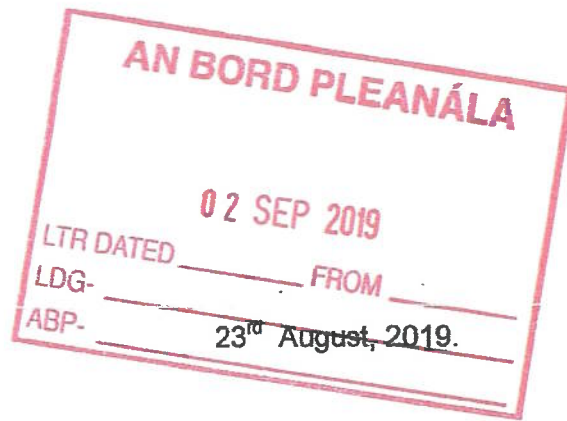 AN BORD PLEANÁLA
02 SEP 2019
LTR DATED FROM
LDG-
ABP-
23rd August, 2019.